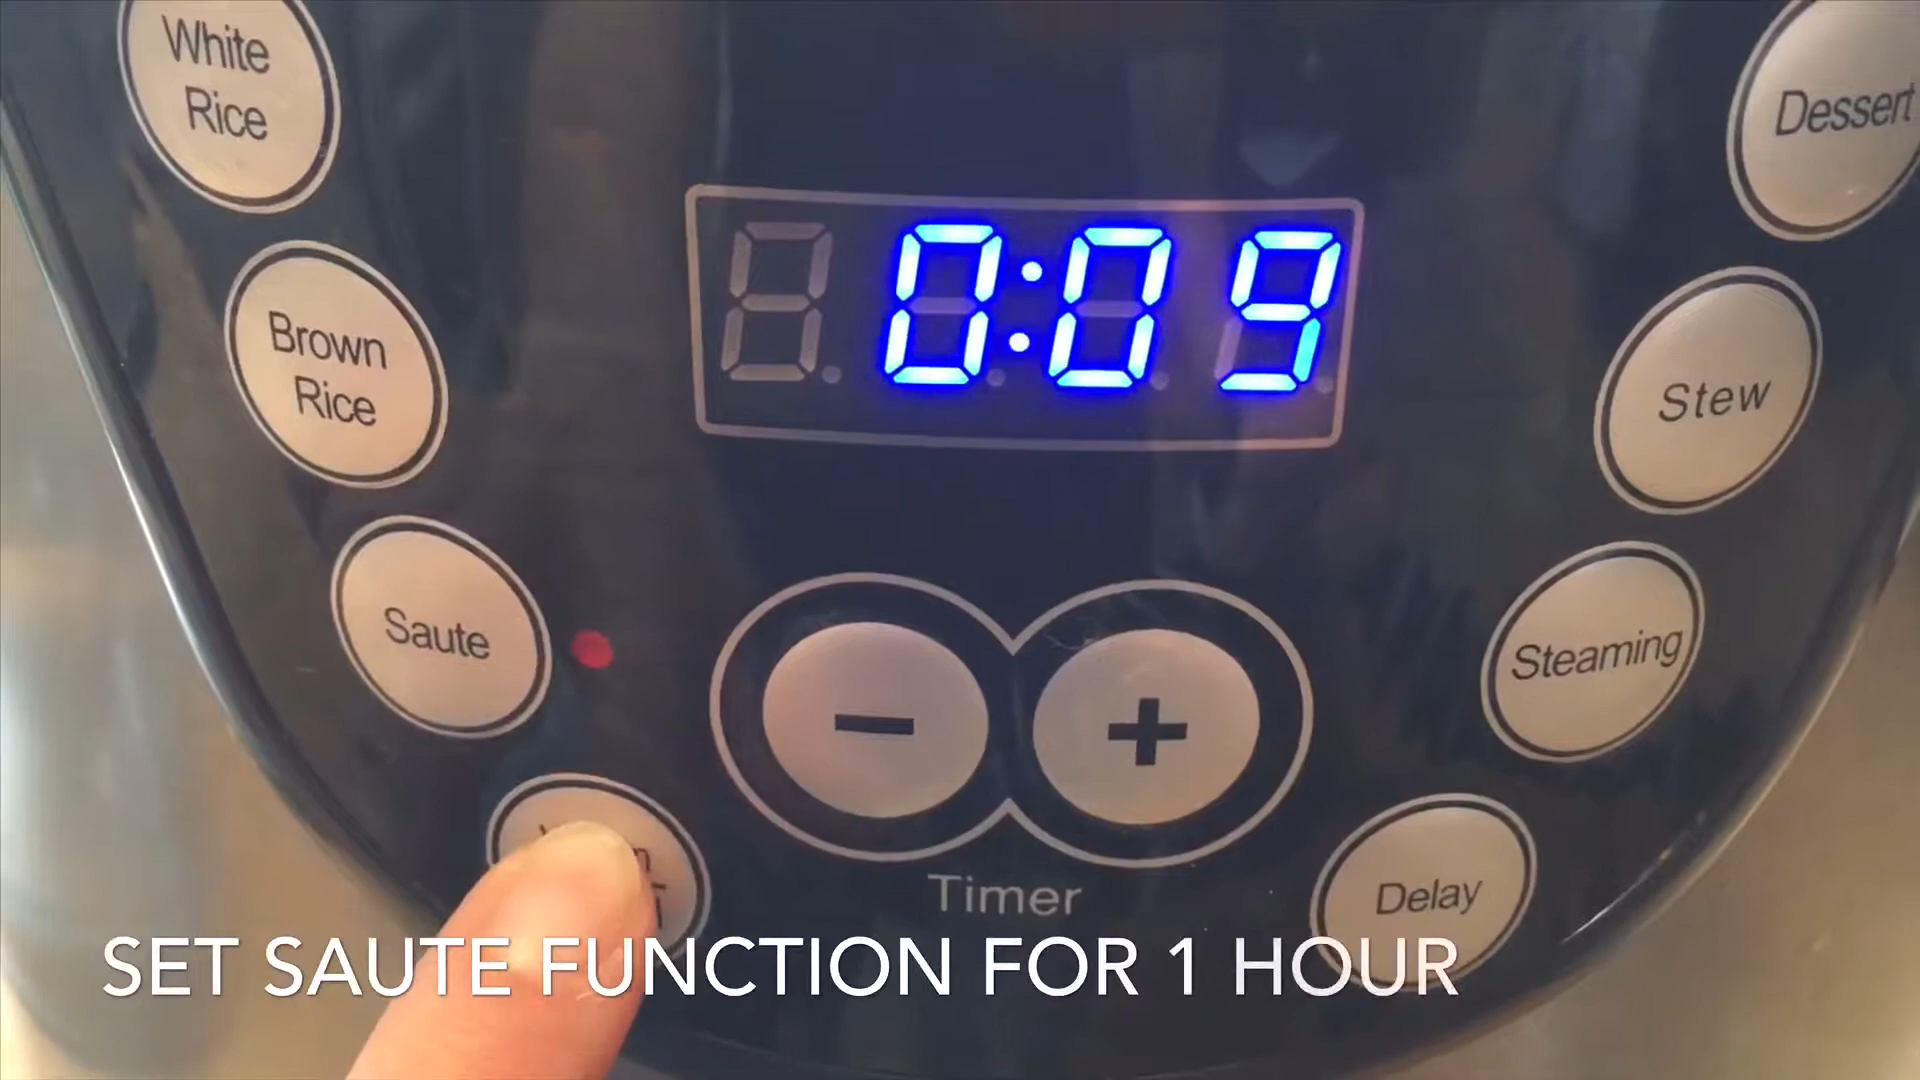 White
Rice
Dessert
0:09
Brown
Rice
Stew
Saute
Steaming
- +
Timer
Delay
SET SAUTE FUNCTION FOR 1 HOUR